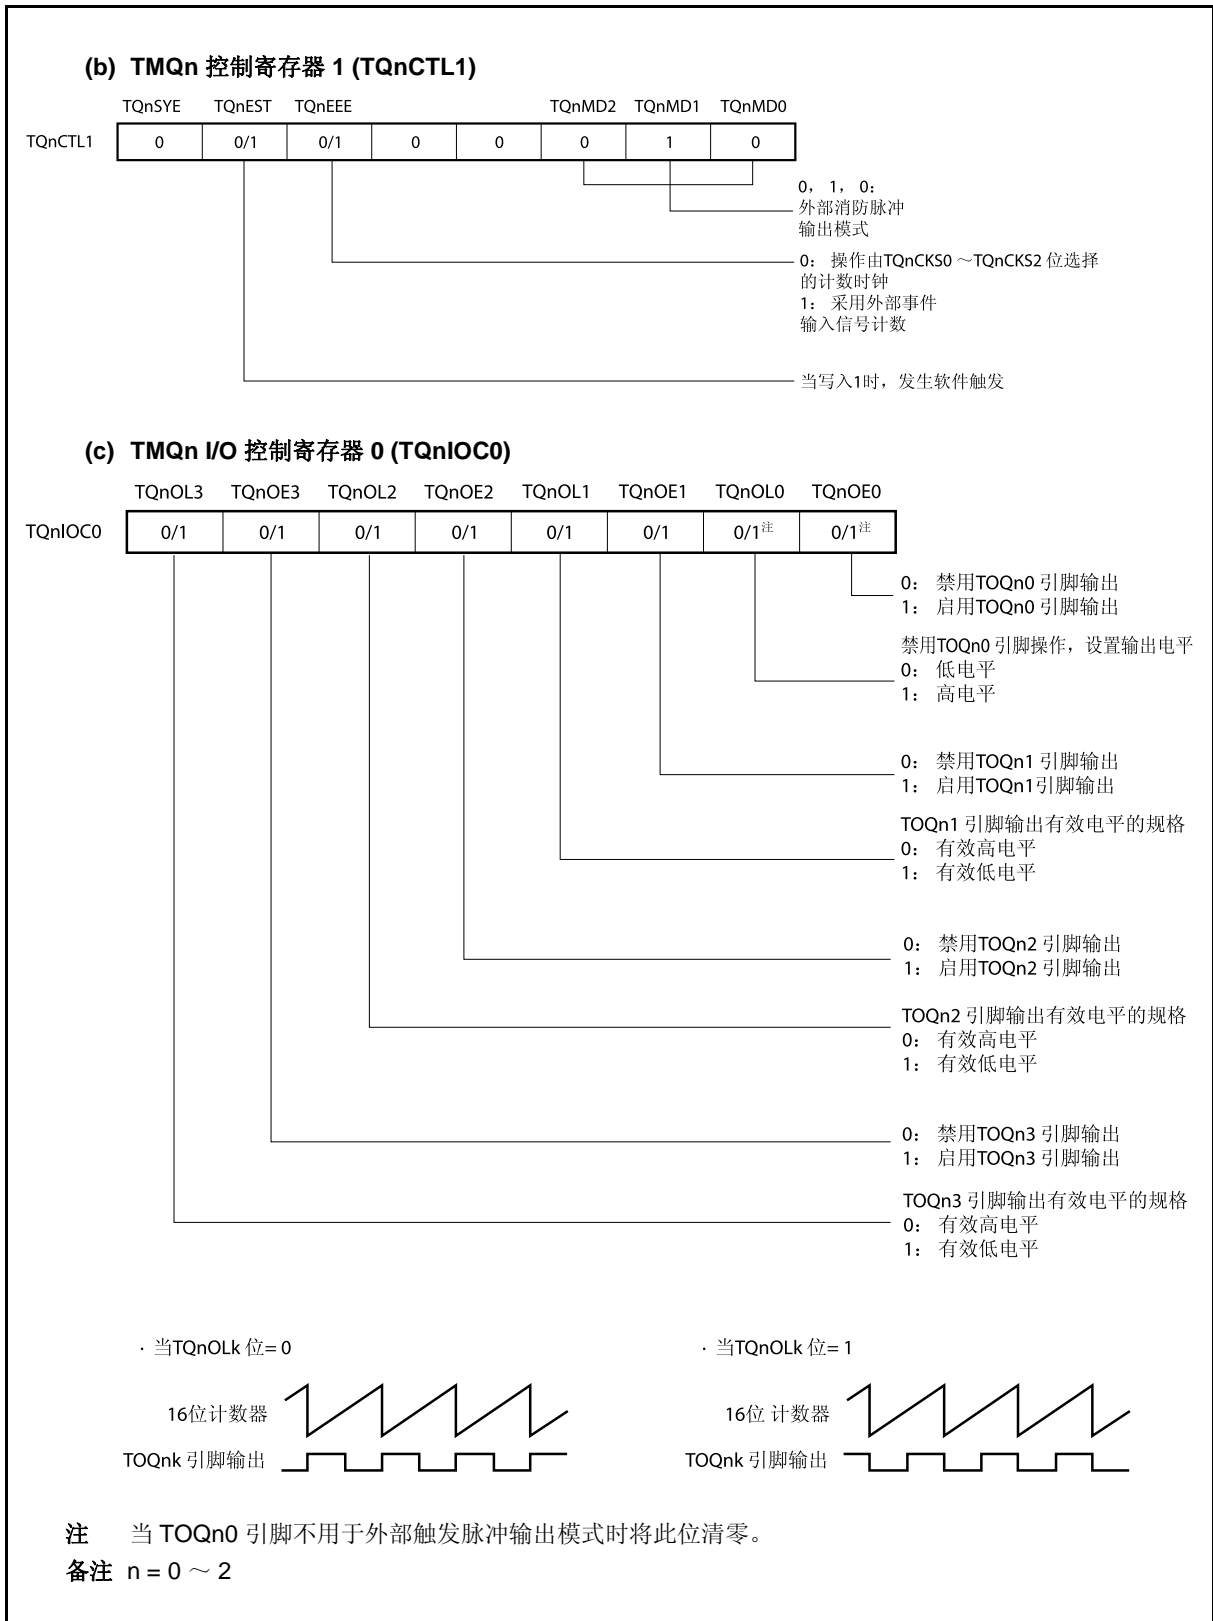 (b) TMQn 控制寄存器 1 (TQnCTL1)
TQnSYE TQnEST TQnEEE TQnMD2 TQnMD1 TQnMD0
TQnCTL1 0 0/1 0/1 0 0 0 1 0
0， 1， 0：
外部消防脉冲
输出模式
0： 操作由TQnCKS0 ～TQnCKS2 位选择
的计数时钟
1： 采用外部事件
输入信号计数
当写入1时，发生软件触发
(c) TMQn I/O 控制寄存器 0 (TQnIOC0)
TQnOL3 TQnOE3 TQnOL2 TQnOE2 TQnOL1 TQnOE1 TQnOL0 TQnOE0
TQnIOC0 0/1 0/1 0/1 0/1 0/1 0/1 0/1注 0/1注
0： 禁用TOQn0 引脚输出
1： 启用TOQn0 引脚输出
禁用TOQn0 引脚操作，设置输出电平
0： 低电平
1： 高电平
0： 禁用TOQn1 引脚输出
1： 启用TOQn1引脚输出
TOQn1 引脚输出有效电平的规格
0： 有效高电平
1： 有效低电平
0： 禁用TOQn2 引脚输出
1： 启用TOQn2 引脚输出
TOQn2 引脚输出有效电平的规格
0： 有效高电平
1： 有效低电平
0： 禁用TOQn3 引脚输出
1： 启用TOQn3 引脚输出
TOQn3 引脚输出有效电平的规格
0： 有效高电平
1： 有效低电平
· 当TQnOLk 位= 0
16位计数器
TOQnk 引脚输出
· 当TQnOLk 位= 1
16位 计数器
TOQnk 引脚输出
注 当 TOQn0 引脚不用于外部触发脉冲输出模式时将此位清零。
备注 n = 0 ～ 2